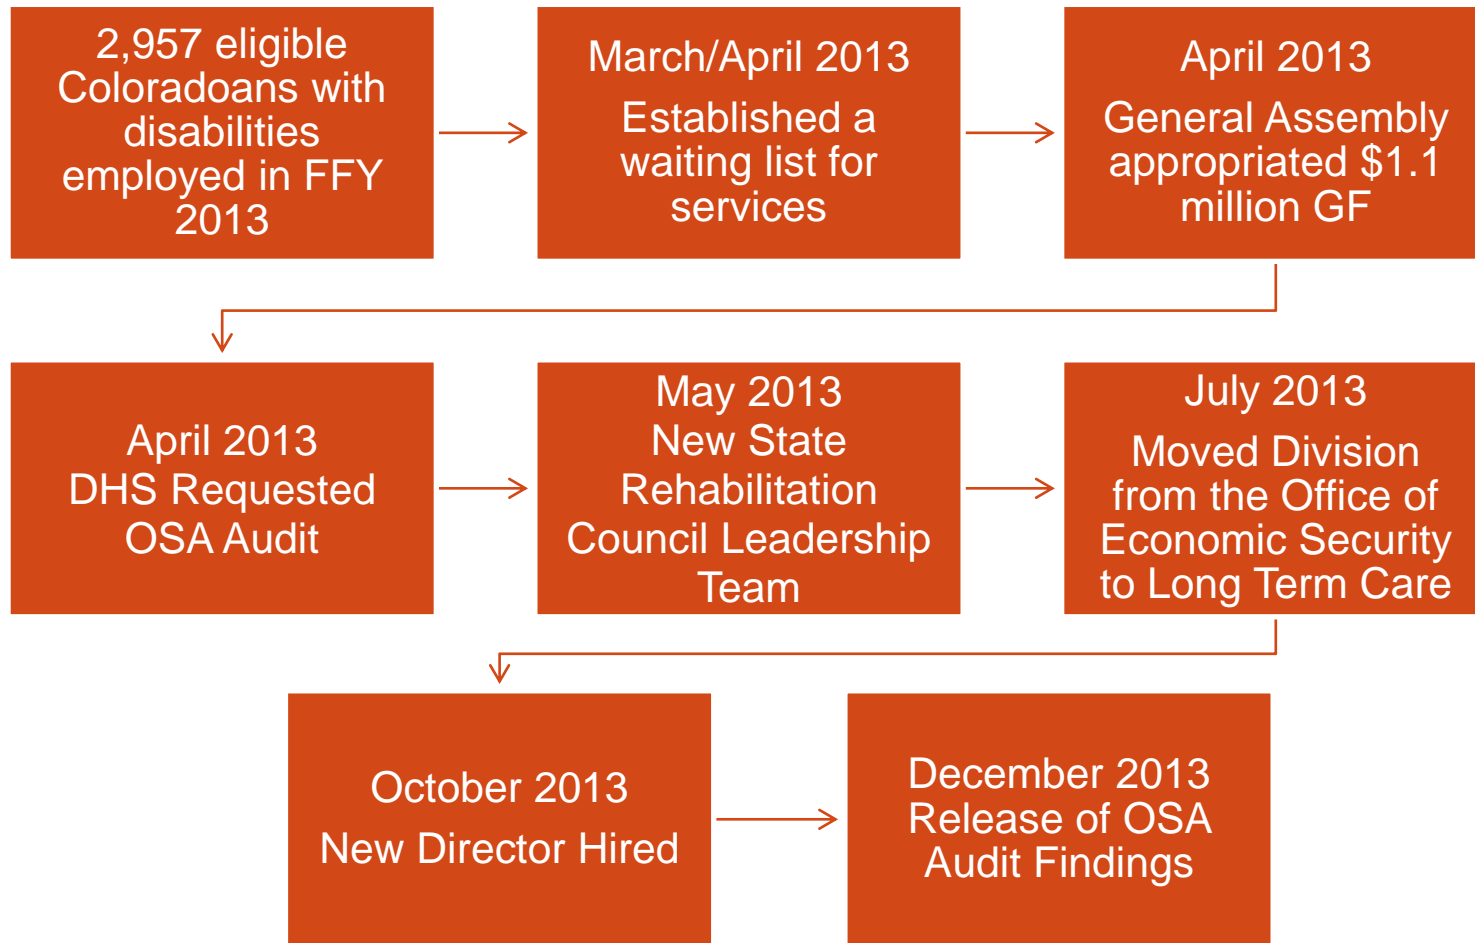 2,957 eligible
Coloradoans with
disabilities
employed in FFY
2013
March/April 2013
Established a
waiting list for
services
April 2013
General Assembly
appropriated $1.1
million GF
April 2013
DHS Requested
OSA Audit
May 2013
New State
Rehabilitation
Council Leadership
Team
July 2013
Moved Division
from the Office of
Economic Security
to Long Term Care
October 2013
New Director Hired
December 2013
Release of OSA
Audit Findings